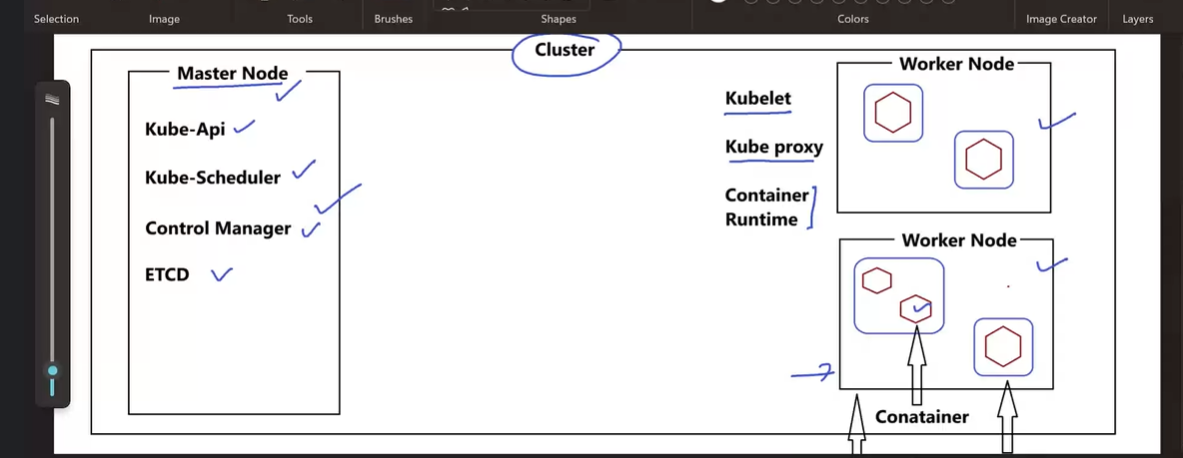 Selection
Image
Tools
Brushes
Shapes
Colors
Image Creator
Layers
Cluster
Master Node
Kube-Api
Kube-Scheduler
Control Manager
ETCD
Kubelet
Kube proxy
Container
Runtime
Worker Node
Worker Node
Conatainer